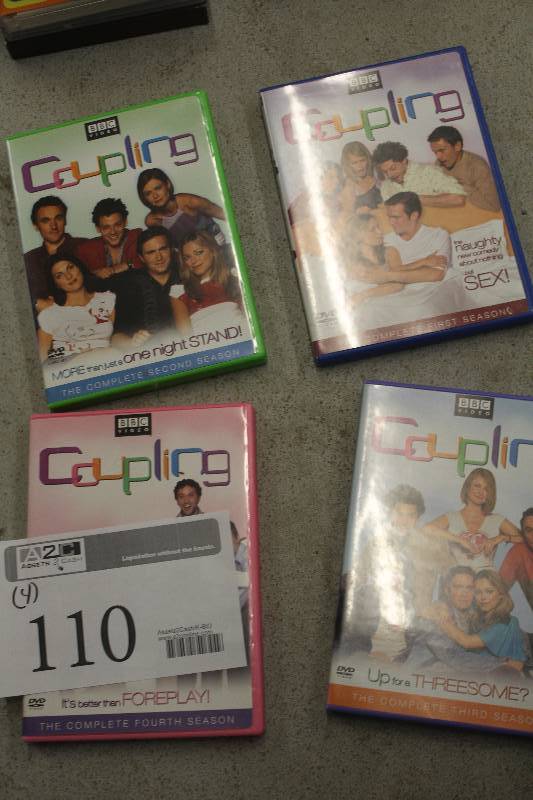 BBC
VIDEO
Coupling
MORE than just a one night STAND!
DVD
THE COMPLETE SECOND SEASON
BBC
VIDEO
Coupling
the naughty
new comedy
about nothing
but
SEX!
DVD
COMPLETE FIRST SEASON
BBC
VIDEO
Coupling
A2C
Liquidation without the hassle.
(4)
110
It's better than FOREPLAY!
DVD
THE COMPLETE FOURTH SEASON
BBC
VIDEO
Couplin
DVD
Up for a THREESOME?
THE COMPLETE THIRD SEASO